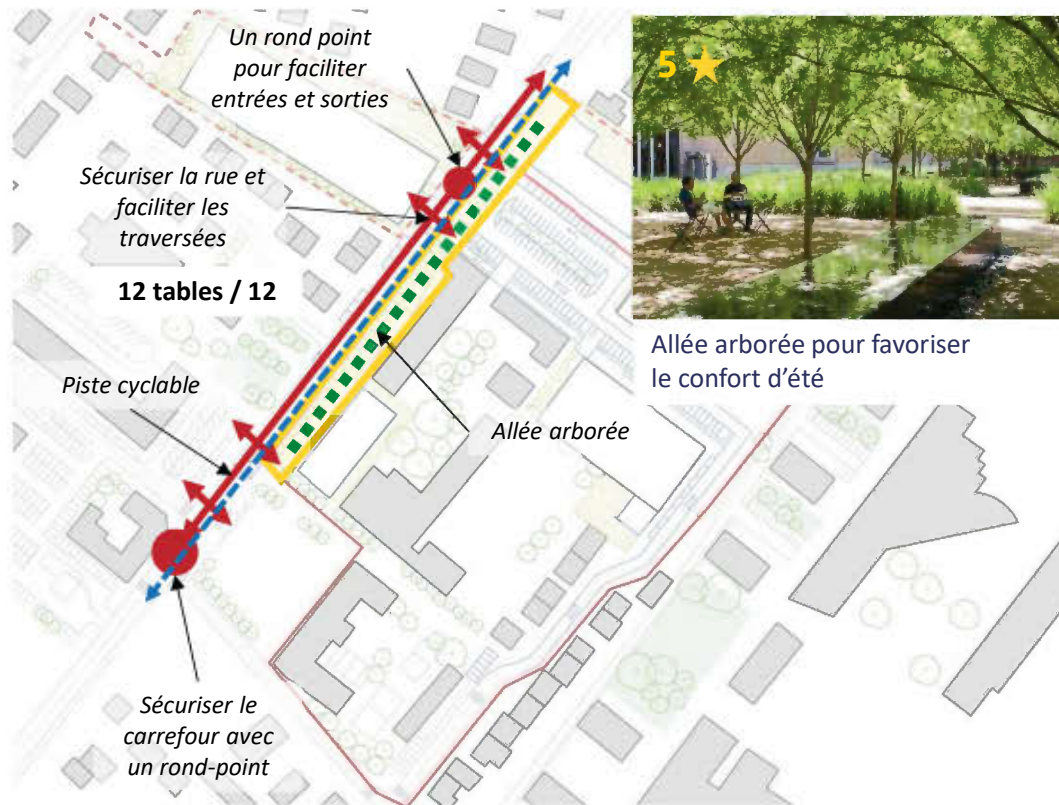 Un rond point
pour faciliter
entrées et sorties
5
Sécuriser la rue et
faciliter les
traversées
12 tables / 12
Allée arborée pour favoriser
le confort d'été
Piste cyclable
Allée arborée
Sécuriser le
carrefour avec
un rond-point